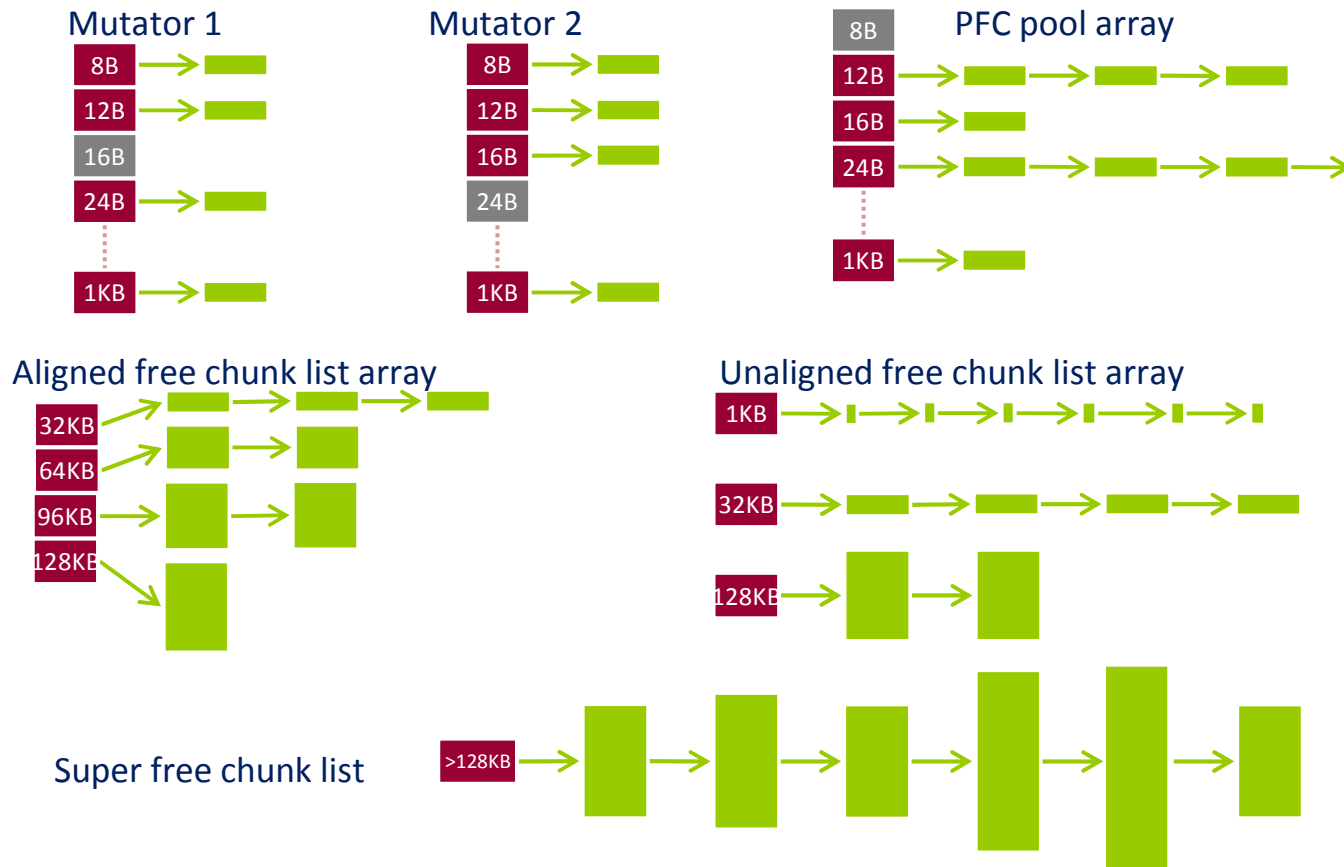 Mutator 1
8B
12B
16B
24B
1KB
Mutator 2
8B
12B
16B
24B
1KB
PFC pool array
8B
12B
16B
24B
1KB
Aligned free chunk list array
32KB
64KB
96KB
128KB
Unaligned free chunk list array
1KB
32KB
128KB
Super free chunk list
>128KB